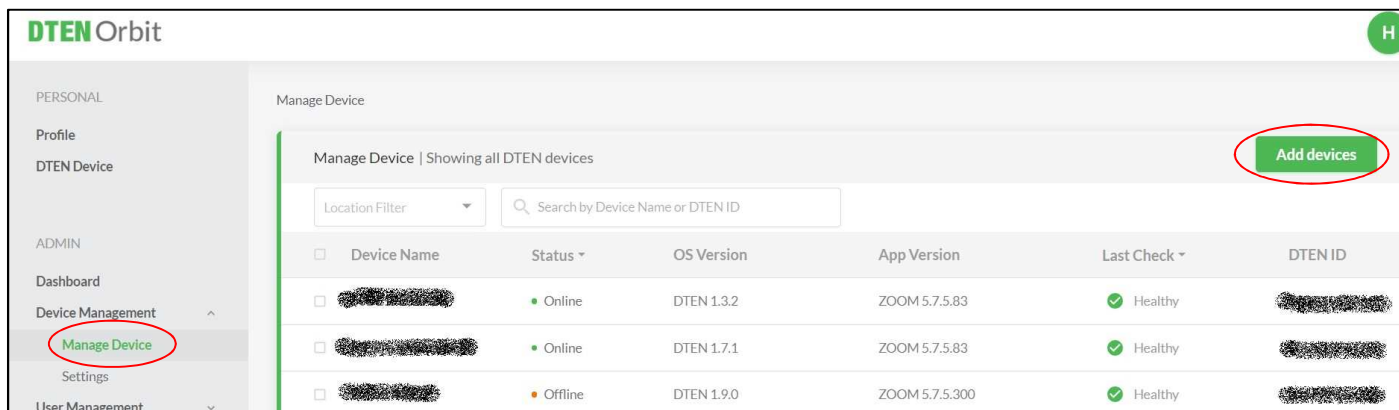 DTEN Orbit
H
PERSONAL
Profile
DTEN Device
ADMIN
Dashboard
Device Management
Manage Device
Settings
User Management
Manage Device
Manage Device | Showing all DTEN devices
Add devices
Location Filter
Search by Device Name or DTEN ID
Device Name Status OS Version App Version Last Check DTEN ID
Online DTEN 1.3.2 ZOOM 5.7.5.83 Healthy
Online DTEN 1.7.1 ZOOM 5.7.5.83 Healthy
Offline DTEN 1.9.0 ZOOM 5.7.5.300 Healthy